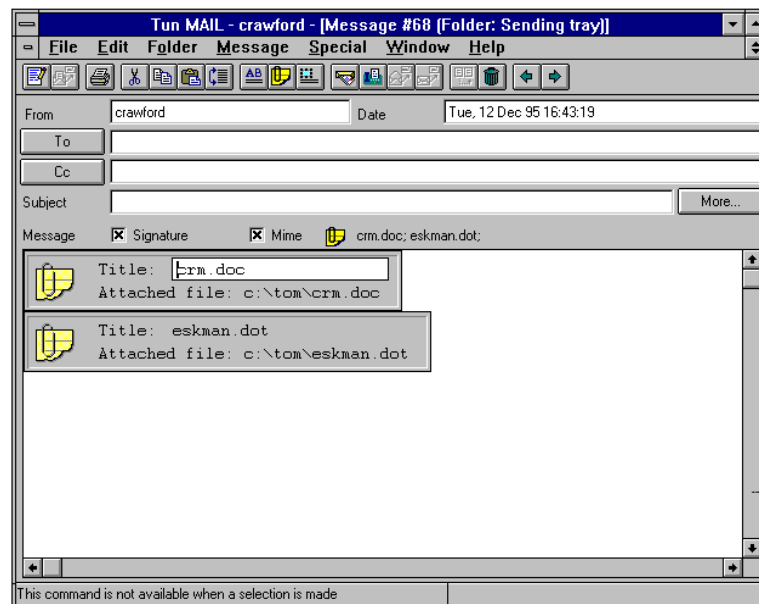 Tun MAIL - crawford - [Message #68 (Folder: Sending tray)]
File Edit Folder Message Special Window Help
AB
From crawford Date Tue, 12 Dec 95 16:43:19
To
Cc
Subject More...
Message Signature Mime crm.doc; eskman.dot;
Title: crm.doc
Attached file: c:\tom\crm.doc
Title: eskman.dot
Attached file: c:\tom\eskman.dot
This command is not available when a selection is made